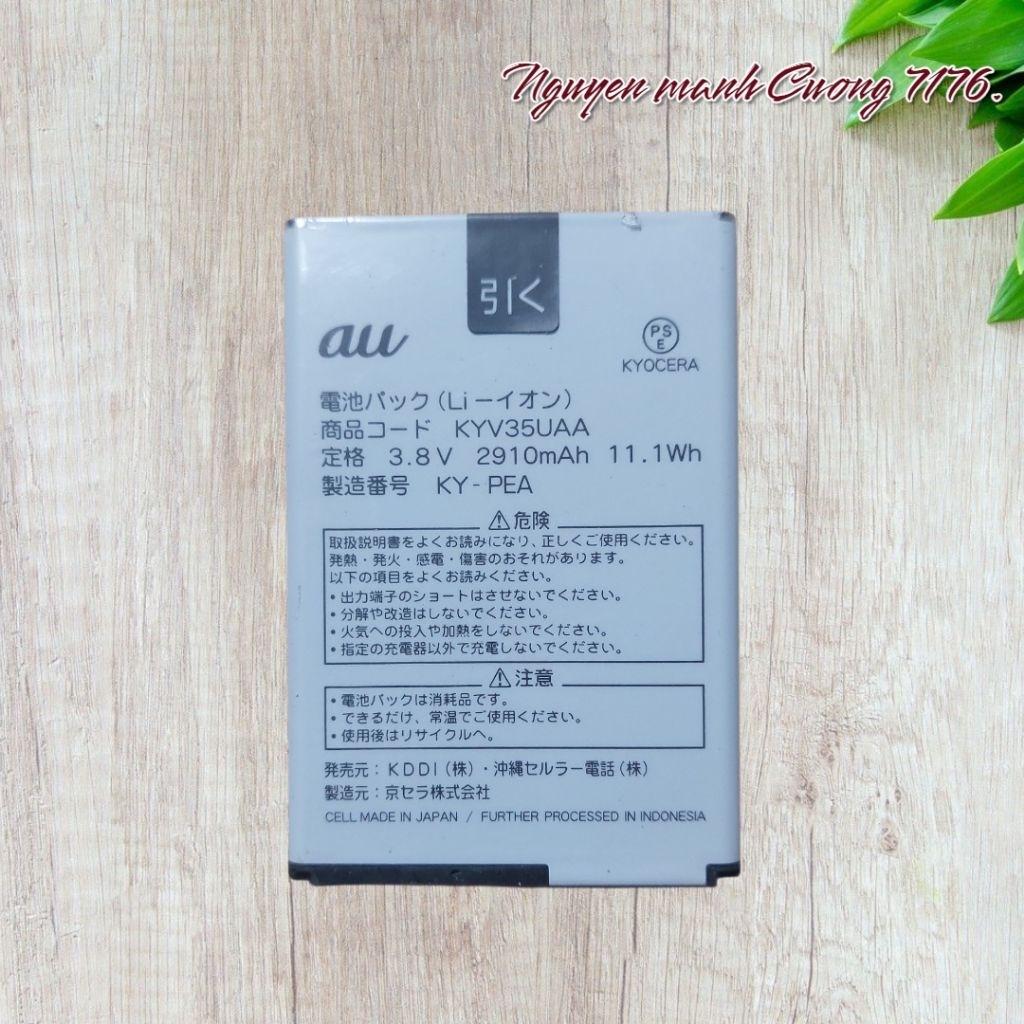 Nguyen manh Cuong 7176.
引く
au
PSE
KYOCERA
電池パック（Li－イオン）
商品コード KYV35UAA
定格 3.8V 2910mAh 11.1Wh
製造番号 KY-PEA
⚠危険
取扱説明書をよくお読みになり、正しくご使用ください。
発熱・発火・感電・傷害のおそれがあります。
以下の項目をよくお読みください。
・出力端子のショートはさせないでください。
・分解や改造はしないでください。
・火気への投入や加熱をしないでください。
・指定の充電器以外で充電しないでください。
⚠注意
・電池パックは消耗品です。
・できるだけ、常温でご使用ください。
・使用後はリサイクルへ。
発売元：KDDI（株）・沖縄セルラー電話（株）
製造元：京セラ株式会社
CELL MADE IN JAPAN / FURTHER PROCESSED IN INDONESIA